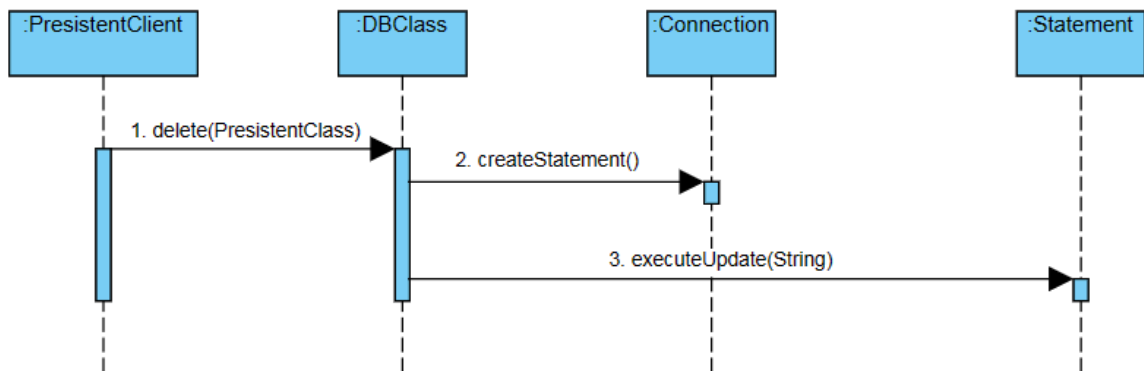 :PresistentClient
:DBClass
:Connection
:Statement
1. delete(PresistentClass)
2. createStatement()
3. executeUpdate(String)